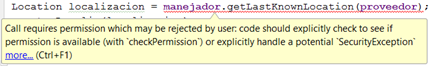 Location localizacion = manejador.getLastKnownLocation(proveedor);
Call requires permission which may be rejected by user: code should explicitly check to see if
permission is available (with `checkPermission`) or explicitly handle a potential `SecurityException`
more... (Ctrl+F1)